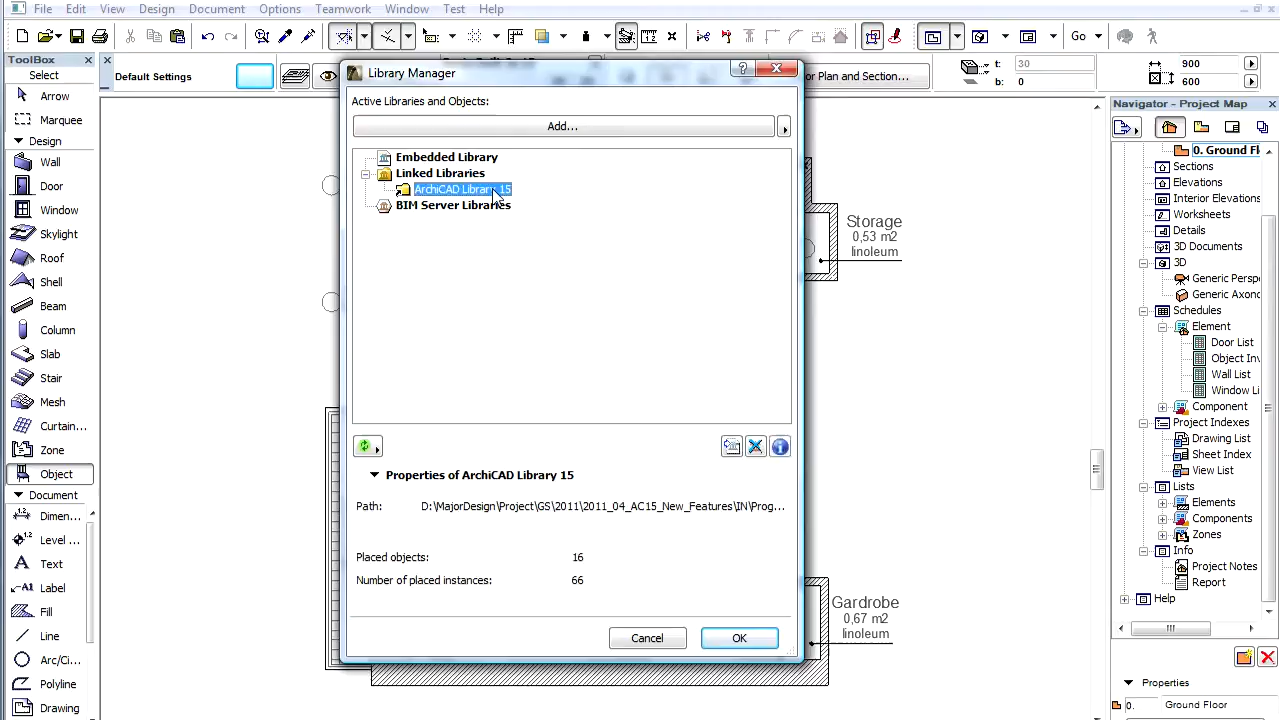 File Edit View Design Document Options Teamwork Window Test Help
Go
ToolBox
Select
Arrow
Marquee
Design
Wall
Door
Window
Skylight
Roof
Shell
Beam
Column
Slab
Stair
Mesh
Curtain...
Zone
Object
Document
Dimen...
Level ...
Text
Label
Fill
Line
Arc/Ci...
Polyline
Drawing
Default Settings
or Plan and Section...
t: 30
b: 0
900
600
Library Manager
Active Libraries and Objects:
Add...
Embedded Library
Linked Libraries
ArchiCAD Library 15
BIM Server Libraries
Properties of ArchiCAD Library 15
Path: D:\MajorDesign\Project\GS\2011\2011_04_AC15_New_Features\IN\Prog...
Placed objects: 16
Number of placed instances: 66
Cancel OK
Storage
0,53 m2
linoleum
Gardrobe
0,67 m2
linoleum
Navigator - Project Map
0. Ground Fl
Sections
Elevations
Interior Elevations
Worksheets
Details
3D Documents
3D
Generic Persp
Generic Axono
Schedules
Element
Door List
Object Inv
Wall List
Window Li
Component
Project Indexes
Drawing List
Sheet Index
View List
Lists
Elements
Components
Zones
Info
Project Notes
Report
Help
Properties
0. Ground Floor